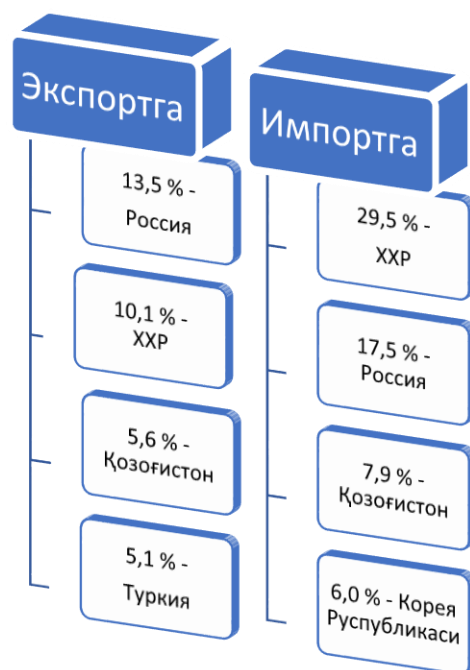 Экспортга
13,5 % -
Россия
10,1 % -
ХХР
5,6 % -
Қозоғистон
5,1 % -
Туркия
Импортга
29,5 % -
ХХР
17,5 % -
Россия
7,9 % -
Қозоғистон
6,0 % - Корея
Руспубликаси